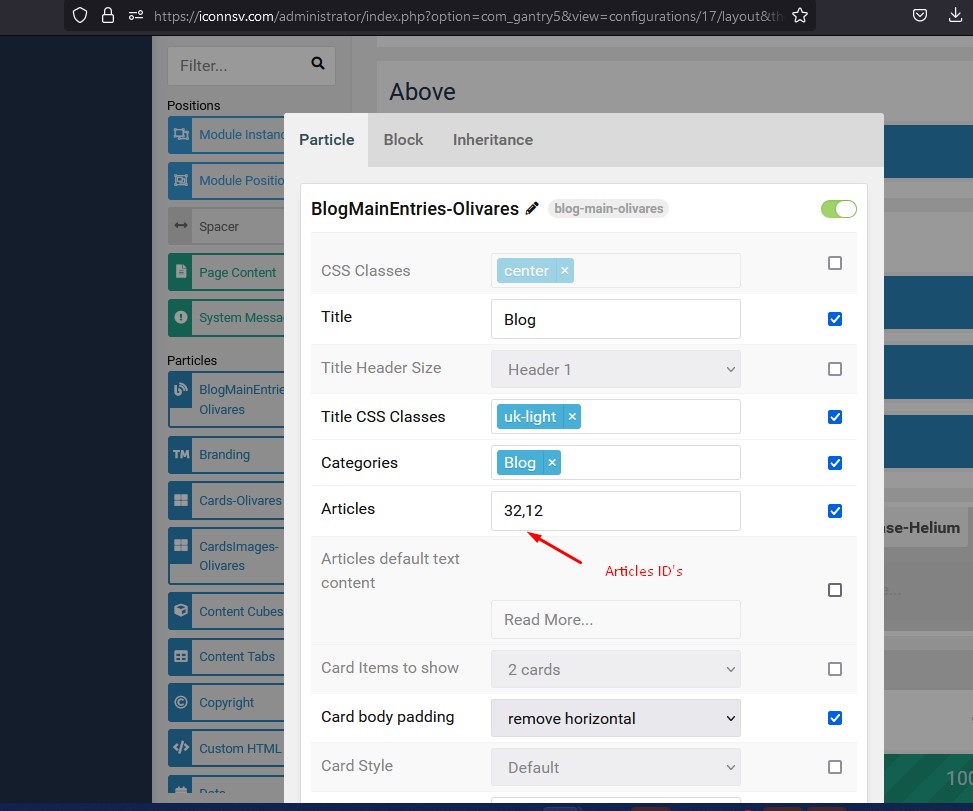 https://iconnsv.com/administrator/index.php?option=com_gantry5&view=configurations/17/layout&th
Filter...
Positions
Module Instanc
Module Positio
Spacer
Page Content
System Messa
Particles
BlogMainEntrie
Olivares
Branding
Cards-Olivares
CardsImages-
Olivares
Content Cubes
Content Tabs
Copyright
Custom HTML
Date
Above
Particle
Block
Inheritance
BlogMainEntries-Olivares
blog-main-olivares
CSS Classes
center ×
Title
Blog
Title Header Size
Header 1
Title CSS Classes
uk-light ×
Categories
Blog ×
Articles
32,12
Articles ID's
Articles default text
content
Read More...
Card Items to show
2 cards
Card body padding
remove horizontal
Card Style
Default
se-Helium
100